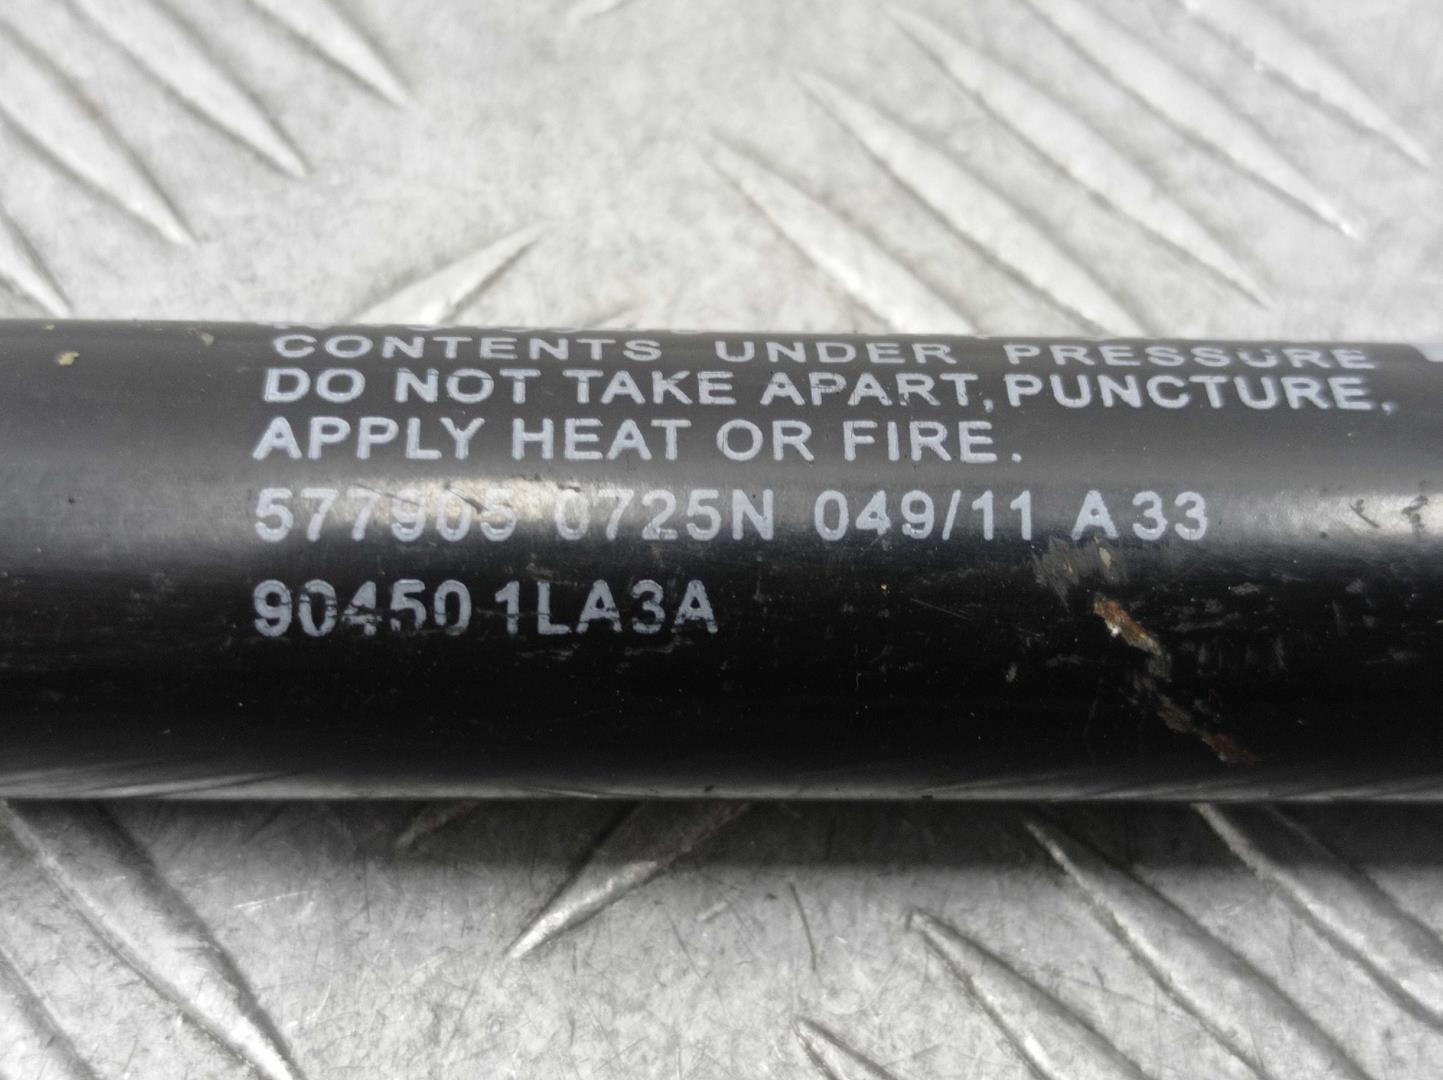 CONTENTS UNDER PRESSURE
DO NOT TAKE APART, PUNCTURE,
APPLY HEAT OR FIRE.
577905 0725N 049/11 A33
90450 1LA3A